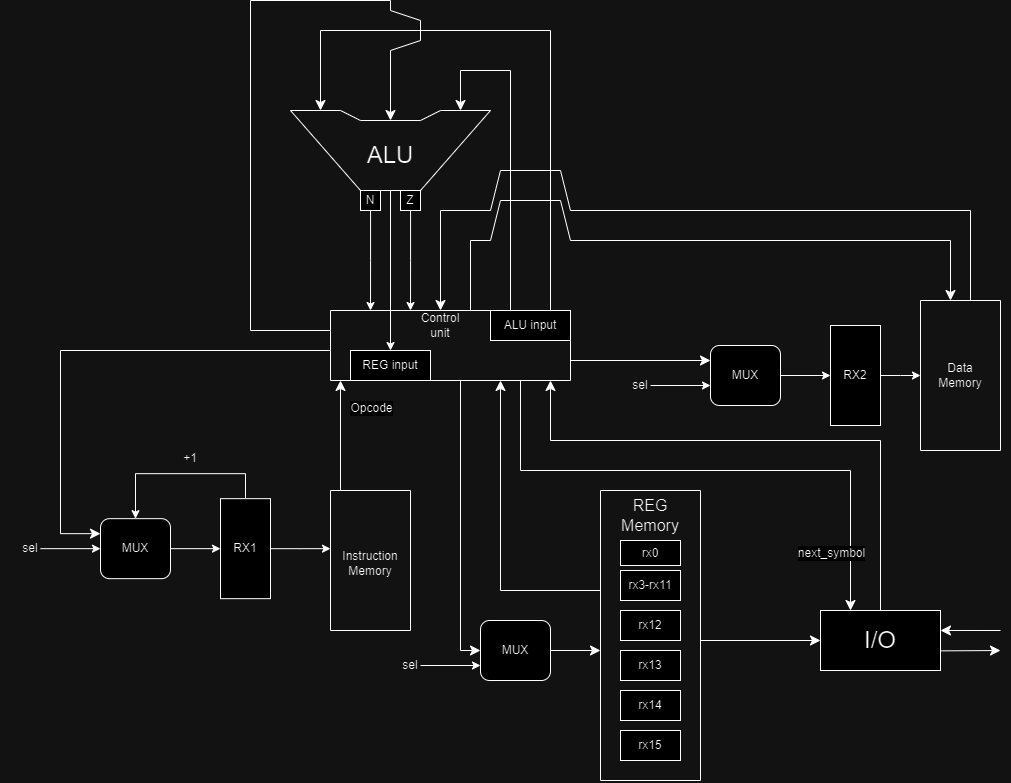 ALU
N
Z
Control
unit
ALU input
REG input
sel
MUX
RX2
Data
Memory
Opcode
+1
sel
MUX
RX1
Instruction
Memory
REG
Memory
rx0
rx3-rx11
rx12
rx13
rx14
rx15
next_symbol
sel
MUX
I/O